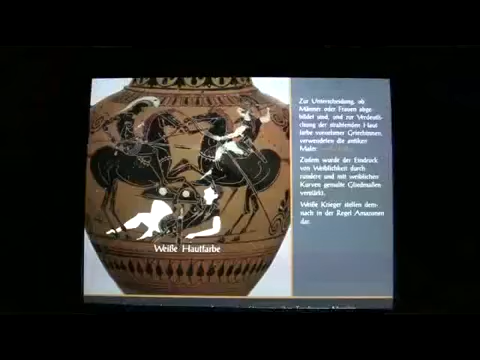 Zur Unterscheidung, ob
Männer oder Frauen abge-
bildet sind, und zur Verdeutli-
chung der strahlenden Haut
farbe vornehmer Griechinnen,
verwendeten die antiken
Maler
Zudem wurde der Eindruck
von Weiblichkeit durch
rundere und mit weiblichen
Kurven gemalte Gliedmaßen
verstärkt.
Weiße Krieger stellen dem-
nach in der Regel Amazonen
dar.
Weiße Hautfarbe